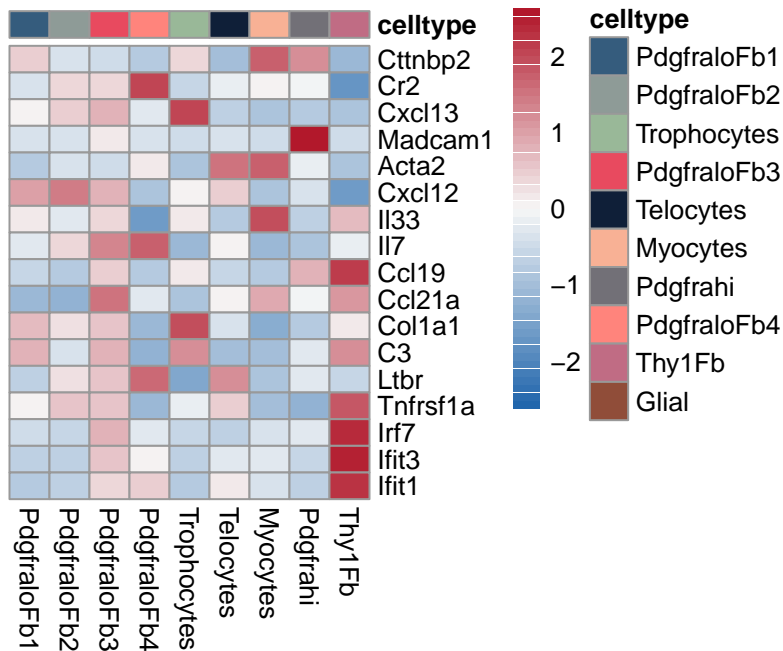 celltype
Cttnbp2
Cr2
Cxcl13
Madcam1
Acta2
Cxcl12
Il33
Il7
Ccl19
Ccl21a
Col1a1
C3
Ltbr
Tnfrsf1a
Irf7
Ifit3
Ifit1
PdgfraloFb1
PdgfraloFb2
PdgfraloFb3
PdgfraloFb4
Trophocytes
Telocytes
Myocytes
Pdgfrahi
Thy1Fb
2
1
0
−1
−2
celltype
PdgfraloFb1
PdgfraloFb2
Trophocytes
PdgfraloFb3
Telocytes
Myocytes
Pdgfrahi
PdgfraloFb4
Thy1Fb
Glial